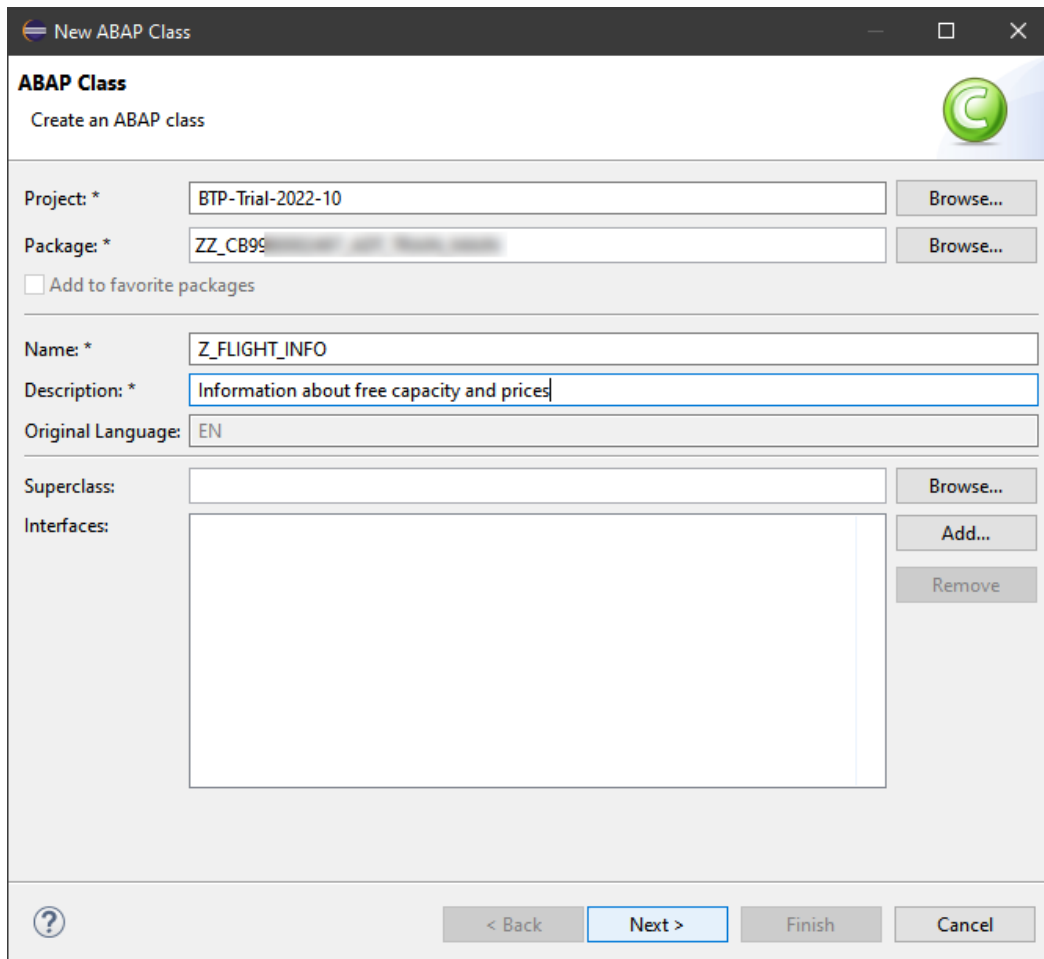 New ABAP Class
ABAP Class
Create an ABAP class
Project: * BTP-Trial-2022-10 Browse...
Package: * ZZ_CB99 Browse...
Add to favorite packages
Name: * Z_FLIGHT_INFO
Description: * Information about free capacity and prices
Original Language: EN
Superclass: Browse...
Interfaces: Add...
Remove
? < Back Next > Finish Cancel